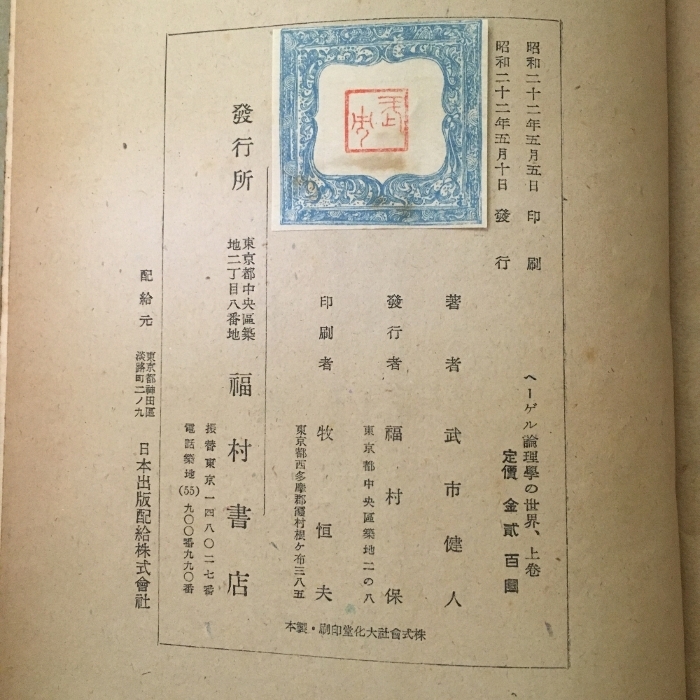 昭和二十二年五月五日 印刷
昭和二十二年五月十日 發行
ヘーゲル論理學の世界、上卷
定價 金貳百圓
著者 武市健人
發行者 福村保
東京都中央區築地二の八
印刷者 牧恒夫
東京都西多摩郡霞村根ケ布三八五
株式會社大化堂印刷・製本
發行所
東京都中央區築
地二丁目八番地
福村書店
振替東京一四八〇二七番
電話築地(55)九〇〇番九九〇番
配給元
東京都神田區
淡路町二ノ九
日本出版配給株式會社